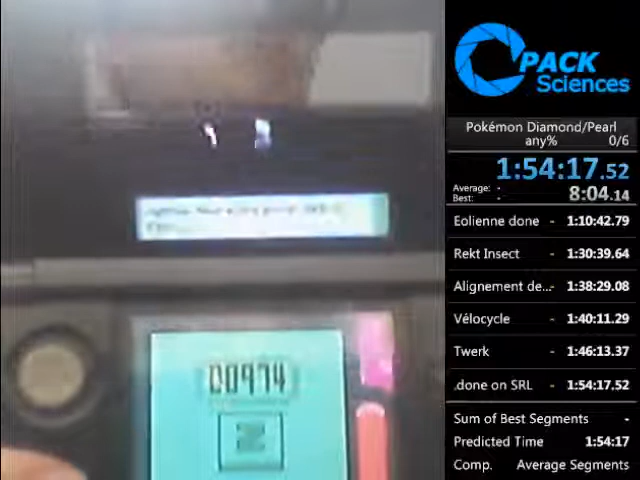 PACK
Sciences
Pokémon Diamond/Pearl
any% 0/6
1:54:17.52
Average: -
Best: - 8:04.14
Eolienne done - 1:10:42.79
Rekt Insect - 1:30:39.64
Alignement de... - 1:38:29.08
Vélocycle - 1:40:11.29
Twerk - 1:46:13.37
.done on SRL - 1:54:17.52
Sum of Best Segments -
Predicted Time 1:54:17
Comp. Average Segments
00974